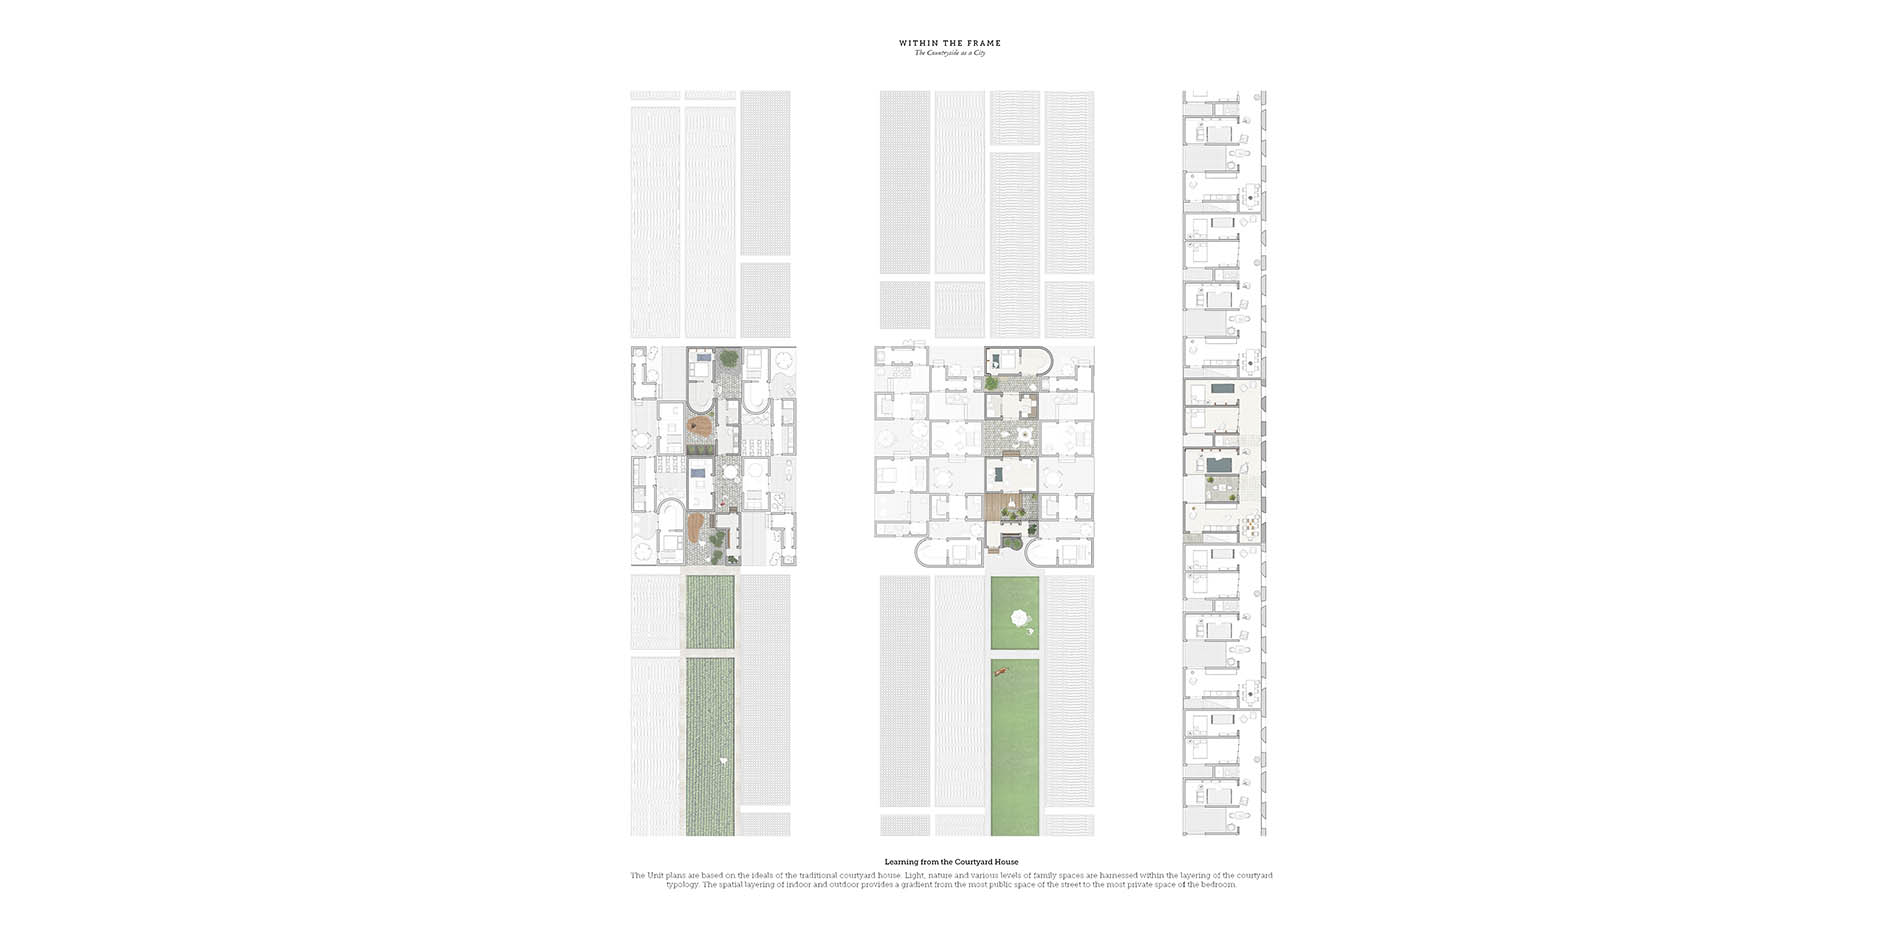 WITHIN THE FRAME
The Countryside as a City
Learning from the Courtyard House
The Unit plans are based on the ideals of the traditional courtyard house. Light, nature and various levels of family spaces are harnessed within the layering of the courtyard
typology. The spatial layering of indoor and outdoor provides a gradient from the most public space of the street to the most private space of the bedroom.